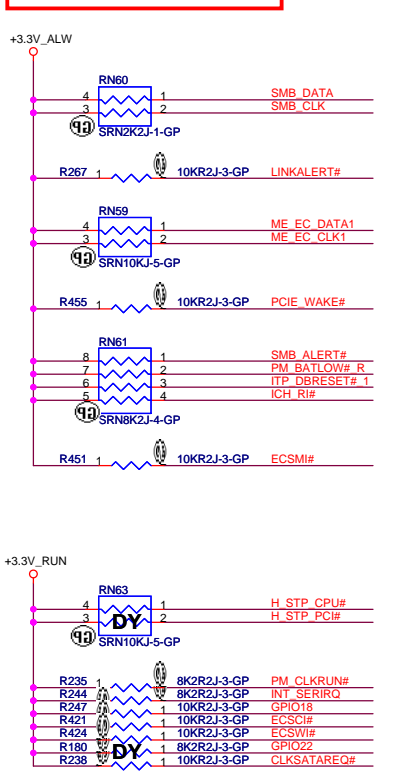 +3.3V_ALW
RN60
4 1 SMB_DATA
3 2 SMB_CLK
GP SRN2K2J-1-GP
R267 1 2 10KR2J-3-GP LINKALERT#
RN59
4 1 ME_EC_DATA1
3 2 ME_EC_CLK1
GP SRN10KJ-5-GP
R455 1 2 10KR2J-3-GP PCIE_WAKE#
RN61
8 1 SMB_ALERT#
7 2 PM_BATLOW#_R
6 3 ITP_DBRESET#_1
5 4 ICH_RI#
GP SRN8K2J-4-GP
R451 1 2 10KR2J-3-GP ECSMI#
+3.3V_RUN
RN63
4 1 H_STP_CPU#
3 DY 2 H_STP_PCI#
GP SRN10KJ-5-GP
R235 1 8K2R2J-3-GP PM_CLKRUN#
R244 8K2R2J-3-GP INT_SERIRQ
R247 1 10KR2J-3-GP GPIO18
R421 1 10KR2J-3-GP ECSCI#
R424 1 10KR2J-3-GP ECSWI#
R180 DY 1 8K2R2J-3-GP GPIO22
R238 1 10KR2J-3-GP CLKSATAREQ#